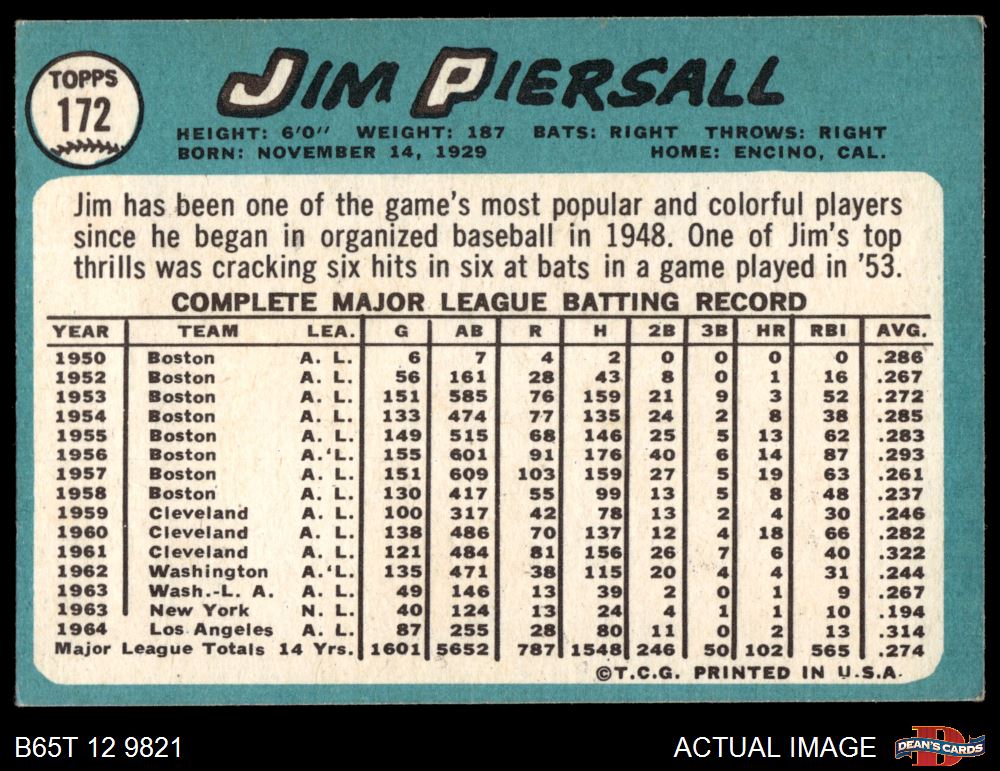 TOPPS
172
JIM PIERSALL
HEIGHT: 6'0" WEIGHT: 187 BATS: RIGHT THROWS: RIGHT
BORN: NOVEMBER 14, 1929 HOME: ENCINO, CAL.
Jim has been one of the game's most popular and colorful players
since he began in organized baseball in 1948. One of Jim's top
thrills was cracking six hits in six at bats in a game played in '53.
COMPLETE MAJOR LEAGUE BATTING RECORD
YEAR TEAM LEA. G AB R H 2B 3B HR RBI AVG.
1950 Boston A. L. 6 7 4 2 0 0 0 0 .286
1952 Boston A. L. 56 161 28 43 8 0 1 16 .267
1953 Boston A. L. 151 585 76 159 21 9 3 52 .272
1954 Boston A. L. 133 474 77 135 24 2 8 38 .285
1955 Boston A. L. 149 515 68 146 25 5 13 62 .283
1956 Boston A. L. 155 601 91 176 40 6 14 87 .293
1957 Boston A. L. 151 609 103 159 27 5 19 63 .261
1958 Boston A. L. 130 417 55 99 13 5 8 48 .237
1959 Cleveland A. L. 100 317 42 78 13 2 4 30 .246
1960 Cleveland A. L. 138 486 70 137 12 4 18 66 .282
1961 Cleveland A. L. 121 484 81 156 26 7 6 40 .322
1962 Washington A. L. 135 471 38 115 20 4 4 31 .244
1963 Wash.-L. A. A. L. 49 146 13 39 2 0 1 9 .267
1963 New York N. L. 40 124 13 24 4 1 1 10 .194
1964 Los Angeles A. L. 87 255 28 80 11 0 2 13 .314
Major League Totals 14 Yrs. 1601 5652 787 1548 246 50 102 565 .274
©T.C.G. PRINTED IN U.S.A.
B65T 12 9821 ACTUAL IMAGE DEAN'S CARDS